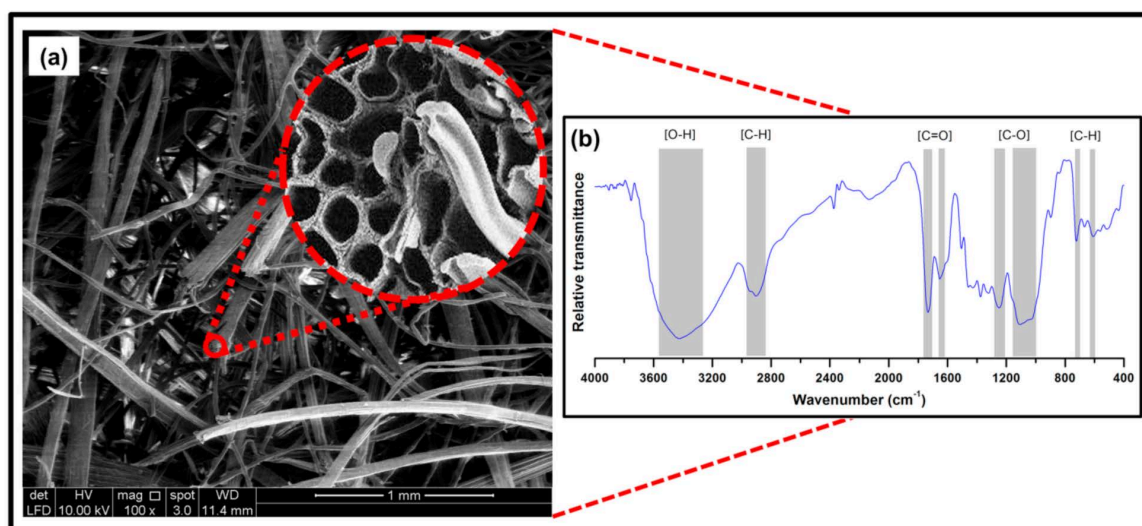 (a)
det HV mag □ spot WD
LFD 10.00 kV 100 x 3.0 11.4 mm
1 mm
(b)
[O-H] [C-H] [C=O] [C-O] [C-H]
Relative transmittance
4000 3600 3200 2800 2400 2000 1600 1200 800 400
Wavenumber (cm⁻¹)